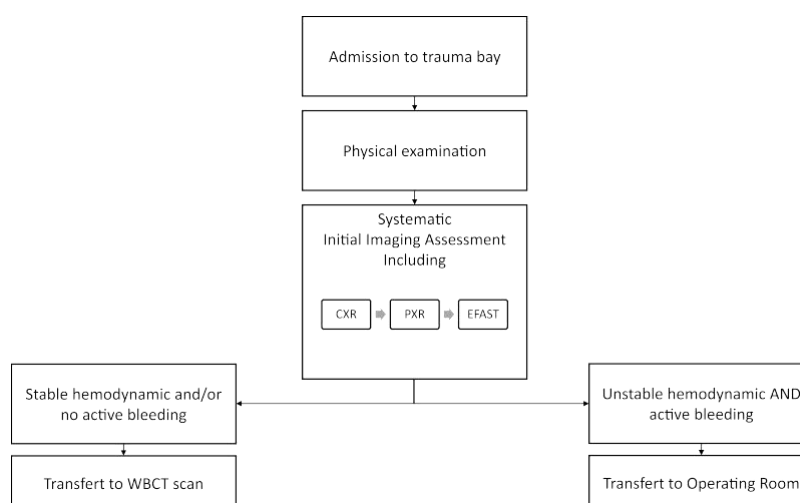 Admission to trauma bay
Physical examination
Systematic
Initial Imaging Assessment
Including
CXR
PXR
EFAST
Stable hemodynamic and/or
no active bleeding
Unstable hemodynamic AND
active bleeding
Transfert to WBCT scan
Transfert to Operating Room